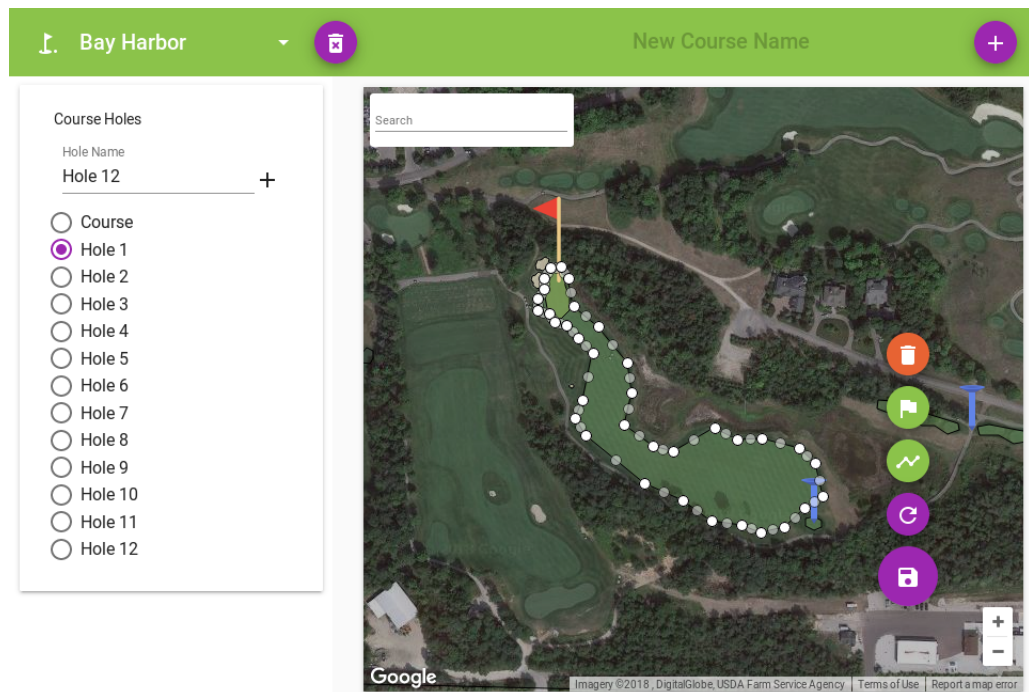 Bay Harbor
New Course Name
Course Holes
Hole Name
Hole 12
Course
Hole 1
Hole 2
Hole 3
Hole 4
Hole 5
Hole 6
Hole 7
Hole 8
Hole 9
Hole 10
Hole 11
Hole 12
Search
Google
Imagery ©2018 , DigitalGlobe, USDA Farm Service Agency
Terms of Use
Report a map error